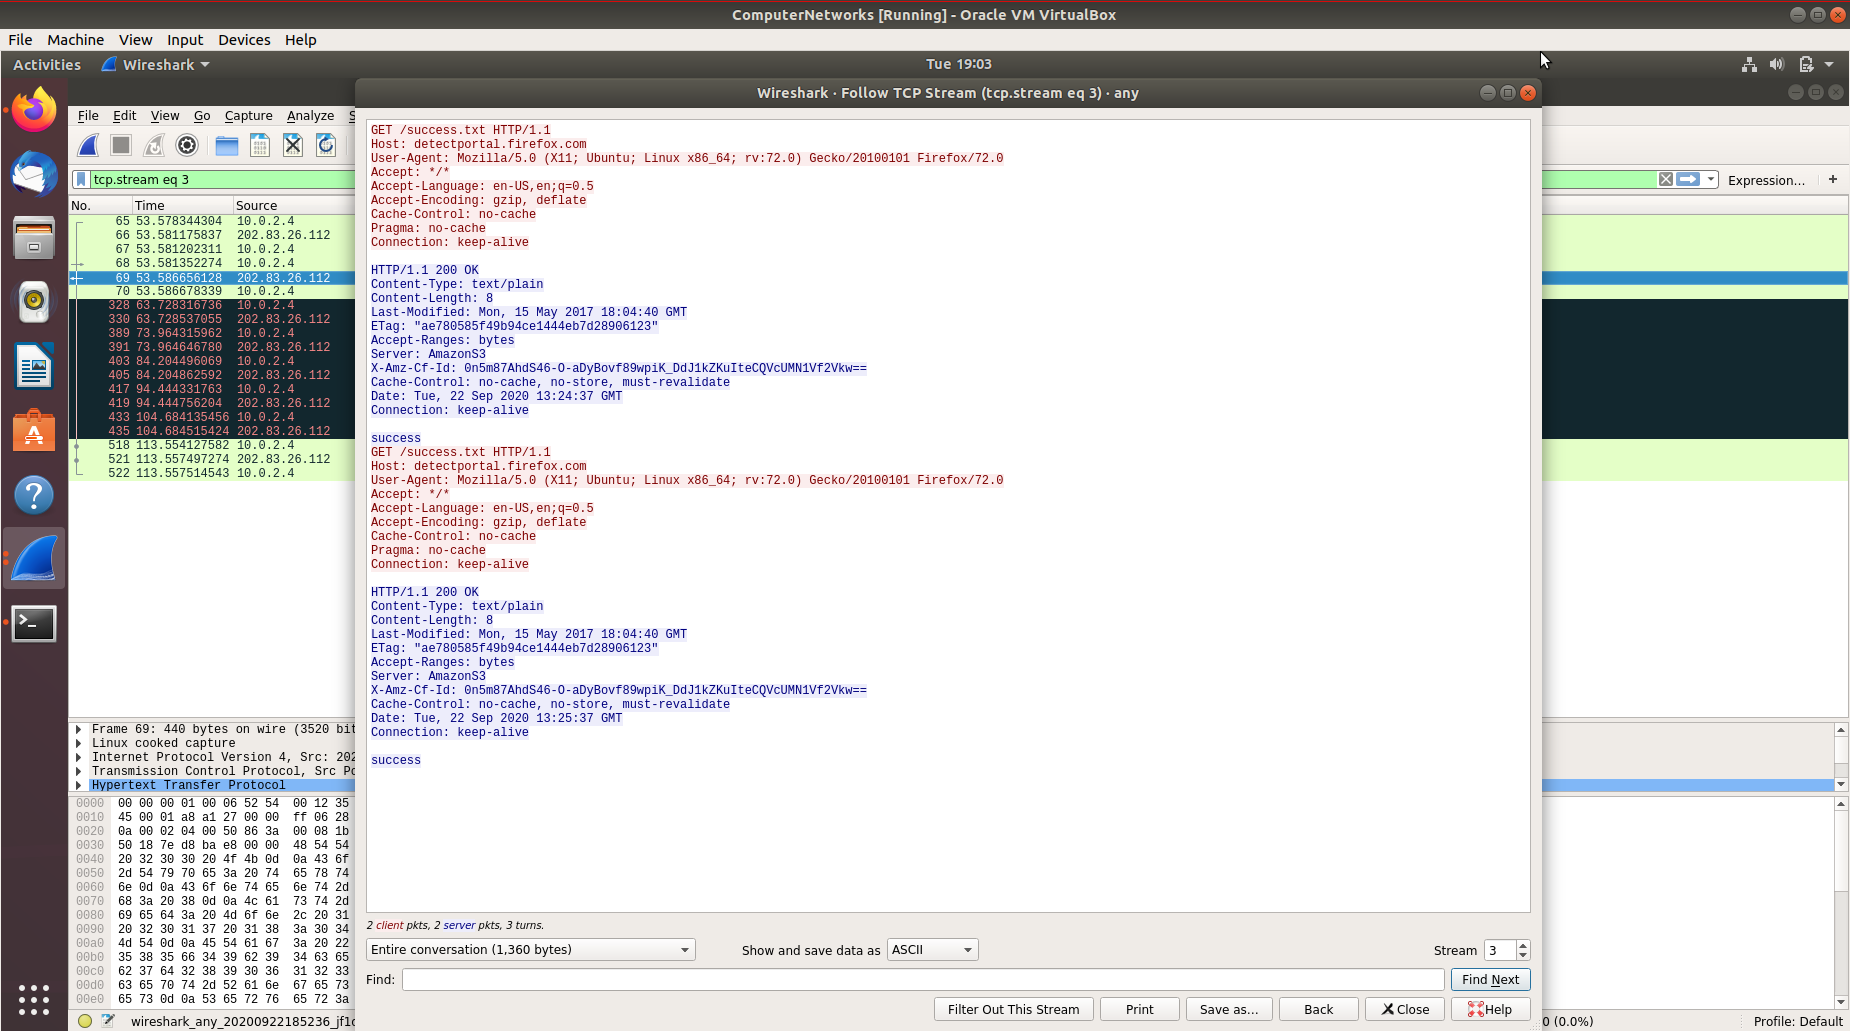 ComputerNetworks [Running] - Oracle VM VirtualBox
File Machine View Input Devices Help
Activities Wireshark Tue 19:03
Wireshark · Follow TCP Stream (tcp.stream eq 3) · any
File Edit View Go Capture Analyze S
tcp.stream eq 3
Expression… +
No. Time Source
65 53.578344304 10.0.2.4
66 53.581175837 202.83.26.112
67 53.581202311 10.0.2.4
68 53.581352274 10.0.2.4
69 53.586656128 202.83.26.112
70 53.586678339 10.0.2.4
328 63.728316736 10.0.2.4
330 63.728537055 202.83.26.112
389 73.964315962 10.0.2.4
391 73.964646780 202.83.26.112
403 84.204496069 10.0.2.4
405 84.204862592 202.83.26.112
417 94.444331763 10.0.2.4
419 94.444756204 202.83.26.112
433 104.684135456 10.0.2.4
435 104.684515424 202.83.26.112
518 113.554127582 10.0.2.4
521 113.557497274 202.83.26.112
522 113.557514543 10.0.2.4
Frame 69: 440 bytes on wire (3520 bit
Linux cooked capture
Internet Protocol Version 4, Src: 202
Transmission Control Protocol, Src Po
Hypertext Transfer Protocol
0000 00 00 00 01 00 06 52 54 00 12 35
0010 45 00 01 a8 a1 27 00 00 ff 06 28
0020 0a 00 02 04 00 50 86 3a 00 08 1b
0030 50 18 7e d8 ba e8 00 00 48 54 54
0040 20 32 30 30 20 4f 4b 0d 0a 43 6f
0050 2d 54 79 70 65 3a 20 74 65 78 74
0060 6e 0d 0a 43 6f 6e 74 65 6e 74 2d
0070 68 3a 20 38 0d 0a 4c 61 73 74 2d
0080 69 65 64 3a 20 4d 6f 6e 2c 20 31
0090 20 32 30 31 37 20 31 38 3a 30 34
00a0 4d 54 0d 0a 45 54 61 67 3a 20 22
00b0 35 38 35 66 34 39 62 39 34 63 65
00c0 62 37 64 32 38 39 30 36 31 32 33
00d0 63 65 70 74 2d 52 61 6e 67 65 73
00e0 65 73 0d 0a 53 65 72 76 65 72 3a
wireshark_any_20200922185236_jf1c
GET /success.txt HTTP/1.1
Host: detectportal.firefox.com
User-Agent: Mozilla/5.0 (X11; Ubuntu; Linux x86_64; rv:72.0) Gecko/20100101 Firefox/72.0
Accept: */*
Accept-Language: en-US,en;q=0.5
Accept-Encoding: gzip, deflate
Cache-Control: no-cache
Pragma: no-cache
Connection: keep-alive
HTTP/1.1 200 OK
Content-Type: text/plain
Content-Length: 8
Last-Modified: Mon, 15 May 2017 18:04:40 GMT
ETag: "ae780585f49b94ce1444eb7d28906123"
Accept-Ranges: bytes
Server: AmazonS3
X-Amz-Cf-Id: 0n5m87AhdS46-O-aDyBovf89wpiK_DdJ1kZKuIteCQVcUMN1Vf2Vkw==
Cache-Control: no-cache, no-store, must-revalidate
Date: Tue, 22 Sep 2020 13:24:37 GMT
Connection: keep-alive
success
GET /success.txt HTTP/1.1
Host: detectportal.firefox.com
User-Agent: Mozilla/5.0 (X11; Ubuntu; Linux x86_64; rv:72.0) Gecko/20100101 Firefox/72.0
Accept: */*
Accept-Language: en-US,en;q=0.5
Accept-Encoding: gzip, deflate
Cache-Control: no-cache
Pragma: no-cache
Connection: keep-alive
HTTP/1.1 200 OK
Content-Type: text/plain
Content-Length: 8
Last-Modified: Mon, 15 May 2017 18:04:40 GMT
ETag: "ae780585f49b94ce1444eb7d28906123"
Accept-Ranges: bytes
Server: AmazonS3
X-Amz-Cf-Id: 0n5m87AhdS46-O-aDyBovf89wpiK_DdJ1kZKuIteCQVcUMN1Vf2Vkw==
Cache-Control: no-cache, no-store, must-revalidate
Date: Tue, 22 Sep 2020 13:25:37 GMT
Connection: keep-alive
success
2 client pkts, 2 server pkts, 3 turns.
Entire conversation (1,360 bytes) Show and save data as ASCII Stream 3
Find: Find Next
Filter Out This Stream Print Save as… Back Close Help
0 (0.0%) Profile: Default